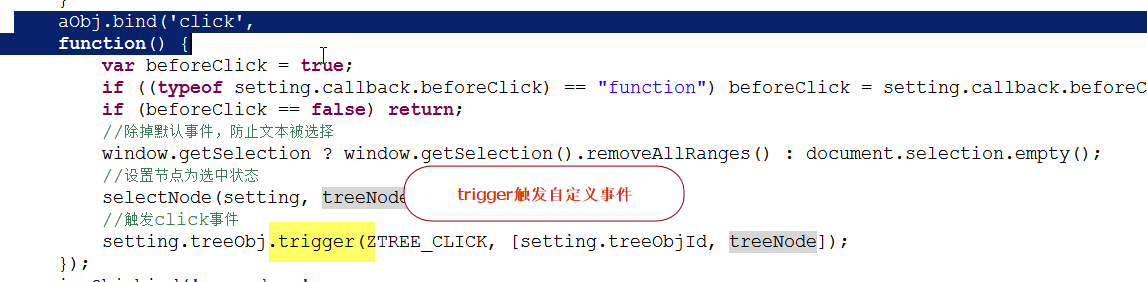 }
aObj.bind('click',
function() {
var beforeClick = true;
if ((typeof setting.callback.beforeClick) == "function") beforeClick = setting.callback.beforeC
if (beforeClick == false) return;
//除掉默认事件，防止文本被选择
window.getSelection ? window.getSelection().removeAllRanges() : document.selection.empty();
//设置节点为选中状态
selectNode(setting, treeNode
trigger触发自定义事件
//触发click事件
setting.treeObj.trigger(ZTREE_CLICK, [setting.treeObjId, treeNode]);
});